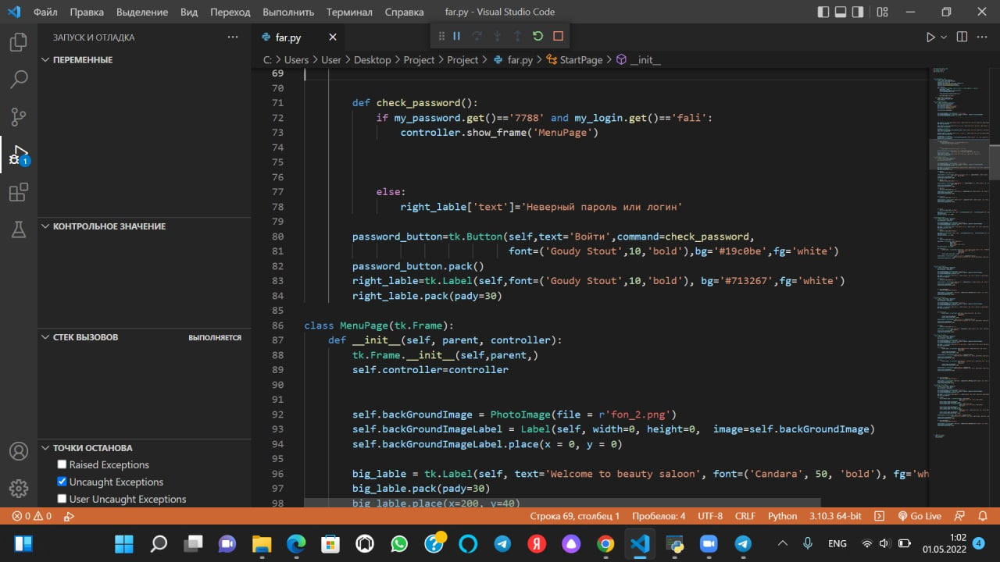 Файл Правка Выделение Вид Переход Выполнить Терминал Справка far.py - Visual Studio Code
ЗАПУСК И ОТЛАДКА
far.py
ПЕРЕМЕННЫЕ
C: > Users > User > Desktop > Project > Project > far.py > StartPage > __init__
69
70
71 def check_password():
72 if my_password.get()=='7788' and my_login.get()=='fali':
73 controller.show_frame('MenuPage')
74
75
76
77 else:
78 right_lable['text']='Неверный пароль или логин'
79
80 password_button=tk.Button(self,text='Войти',command=check_password,
81 font=('Goudy Stout',10,'bold'),bg= fg='white')
82 password_button.pack()
83 right_lable=tk.Label(self,font=('Goudy Stout',10,'bold'), fg='white')
84 right_lable.pack(pady=30)
85
86 class MenuPage(tk.Frame):
87 def __init__(self, parent, controller):
88 tk.Frame.__init__(self,parent,)
89 self.controller=controller
90
91
92 self.backGroundImage= PhotoImage(file = r'fon_2.png')
93 self.backGroundImageLabel = Label(self, width=0, height=0, image=self.backGroundImage)
94 self.backGroundImageLabel.place(x = 0, y = 0)
95
96 big_lable = tk.Label(self, text='Welcome to beauty saloon', font=('Candara', 50, 'bold'), fg='wh
97 big_lable.pack(pady=30)
98 big_lable.place(x=200, y=40)
КОНТРОЛЬНОЕ ЗНАЧЕНИЕ
СТЕК ВЫЗОВОВ ВЫПОЛНЯЕТСЯ
ТОЧКИ ОСТАНОВА
Raised Exceptions
Uncaught Exceptions
User Uncaught Exceptions
1
0 0 Строка 69, столбец 1 Пробелов: 4 UTF-8 CRLF Python 3.10.3 64-bit Go Live
ENG 1:02
01.05.2022 4